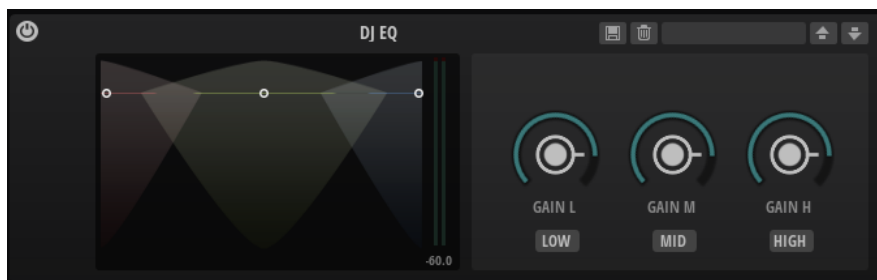 DJ EQ
-60.0
GAIN L GAIN M GAIN H
LOW MID HIGH